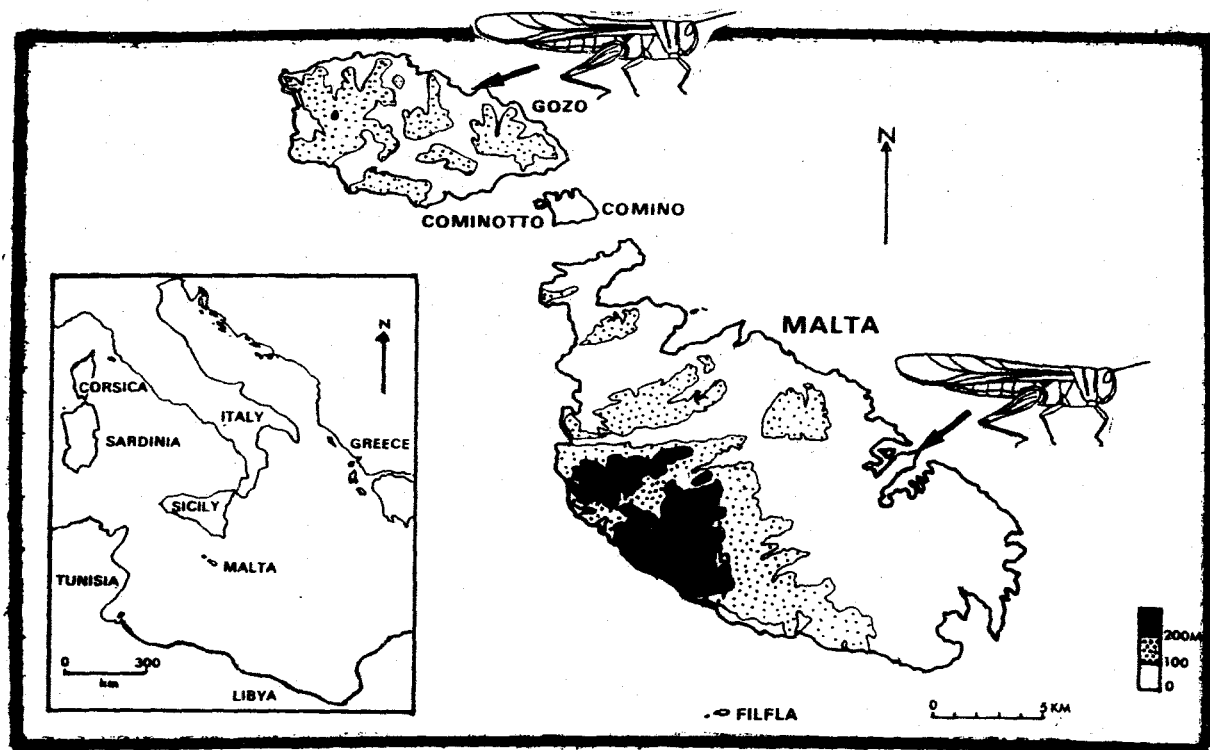 GOZO
N
COMINOTTO
COMINO
MALTA
N
CORSICA
ITALY
SARDINIA
GREECE
SICILY
MALTA
TUNISIA
0 300
km
LIBYA
200M
100
0
0 5 KM
FILFLA